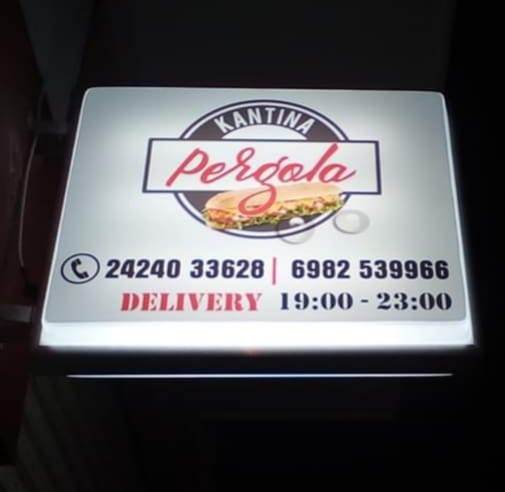 KANTINA
Pergola
24240 33628 | 6982 539966
DELIVERY 19:00 - 23:00